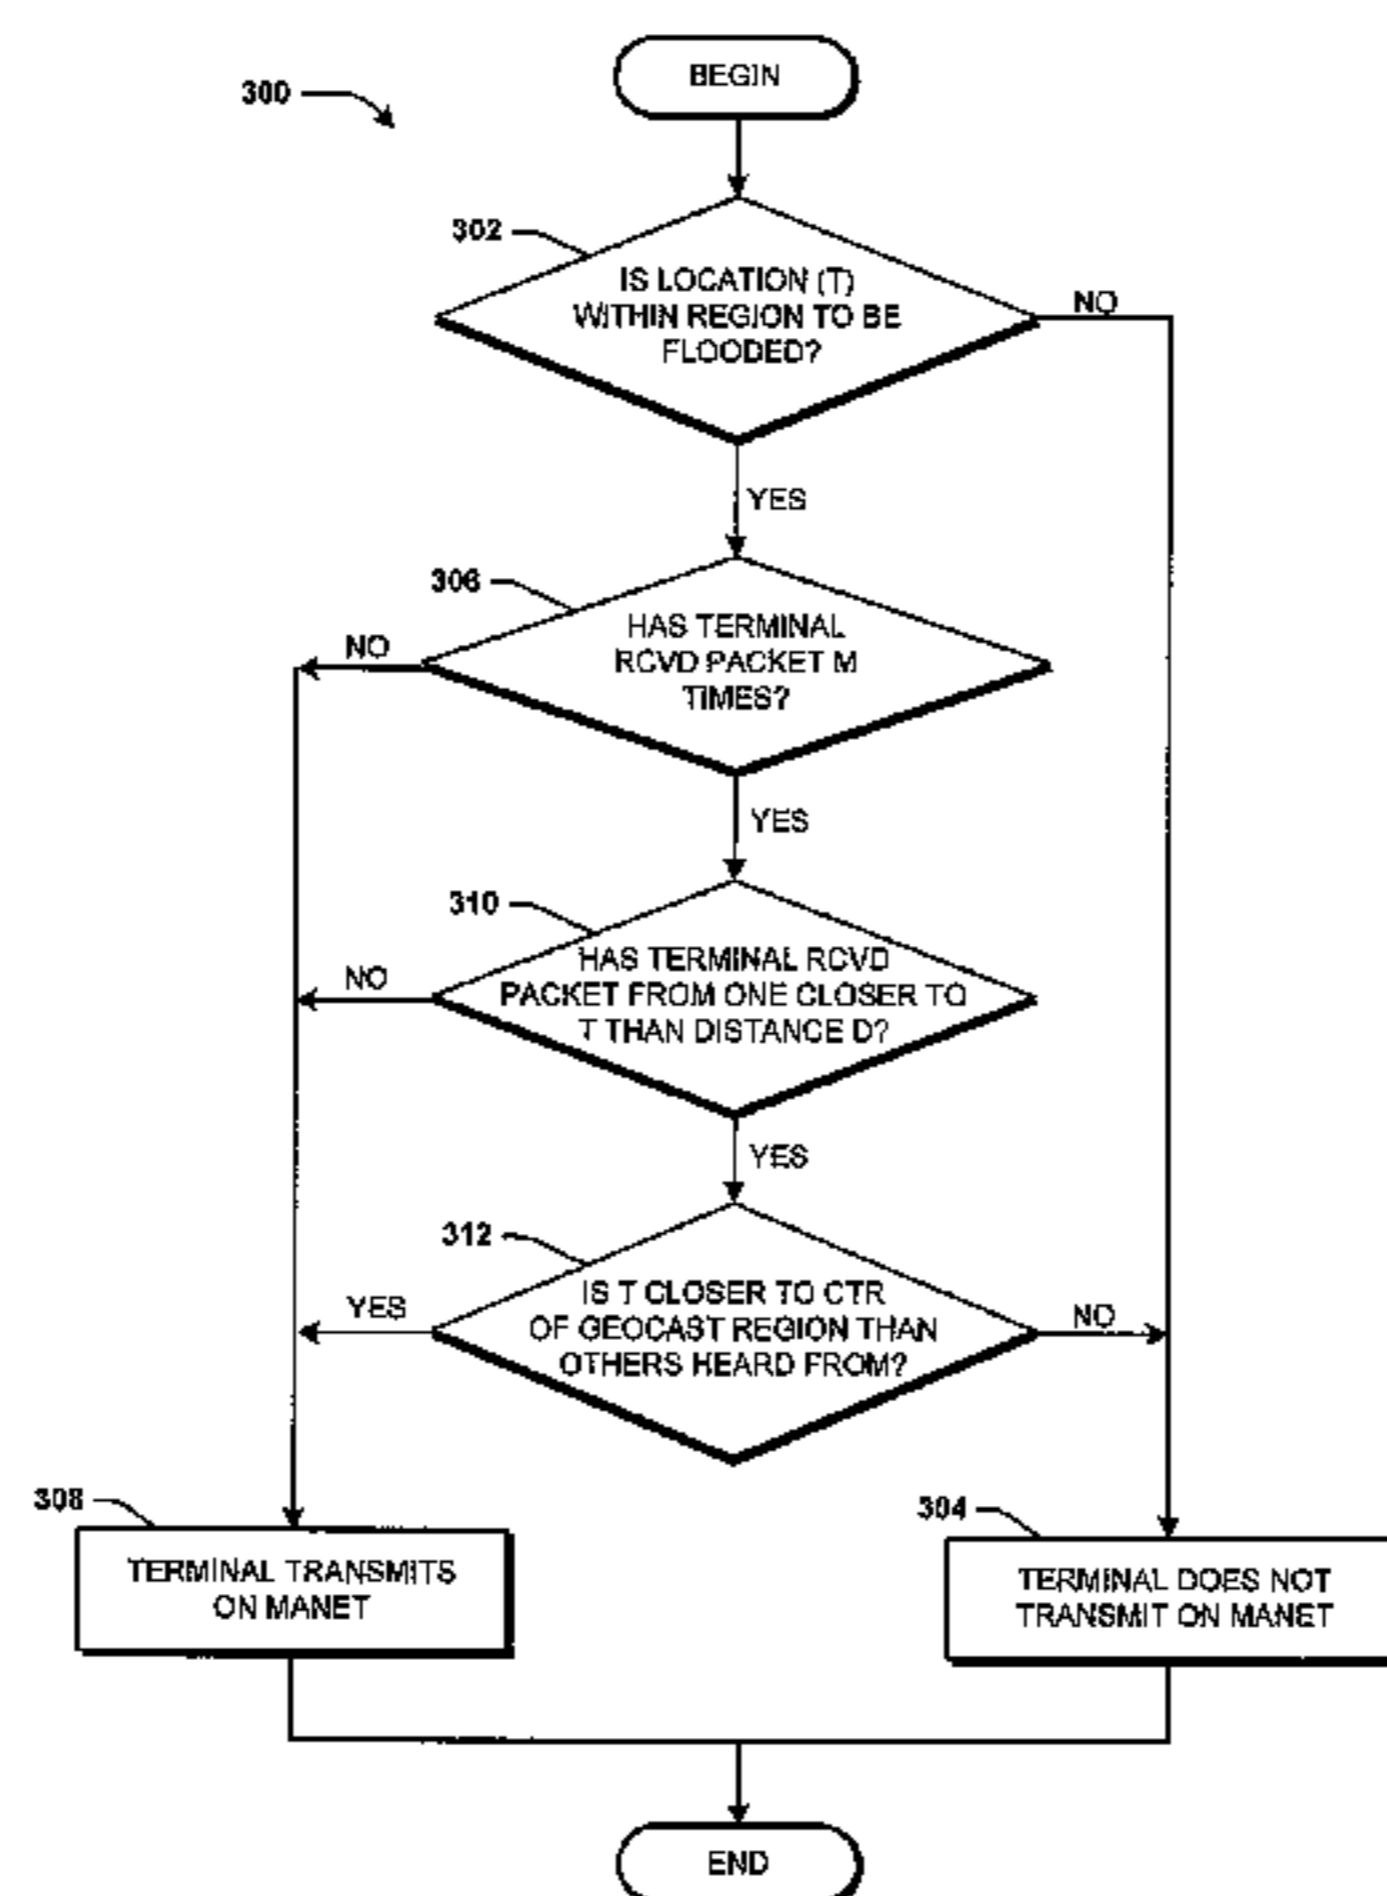 BEGIN
300
302
IS LOCATION (T)
WITHIN REGION TO BE
FLOODED?
NO
YES
306
HAS TERMINAL
RCVD PACKET M
TIMES?
NO
YES
310
HAS TERMINAL RCVD
PACKET FROM ONE CLOSER TO
T THAN DISTANCE D?
NO
YES
312
IS T CLOSER TO CTR
OF GEOCAST REGION THAN
OTHERS HEARD FROM?
YES
NO
308
TERMINAL TRANSMITS
ON MANET
304
TERMINAL DOES NOT
TRANSMIT ON MANET
END